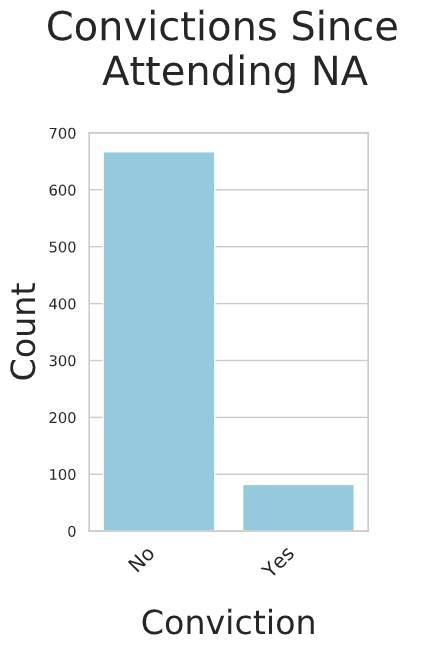 Convictions Since
Attending NA
700
600
500
400
300
200
100
0
Count
No
Yes
Conviction